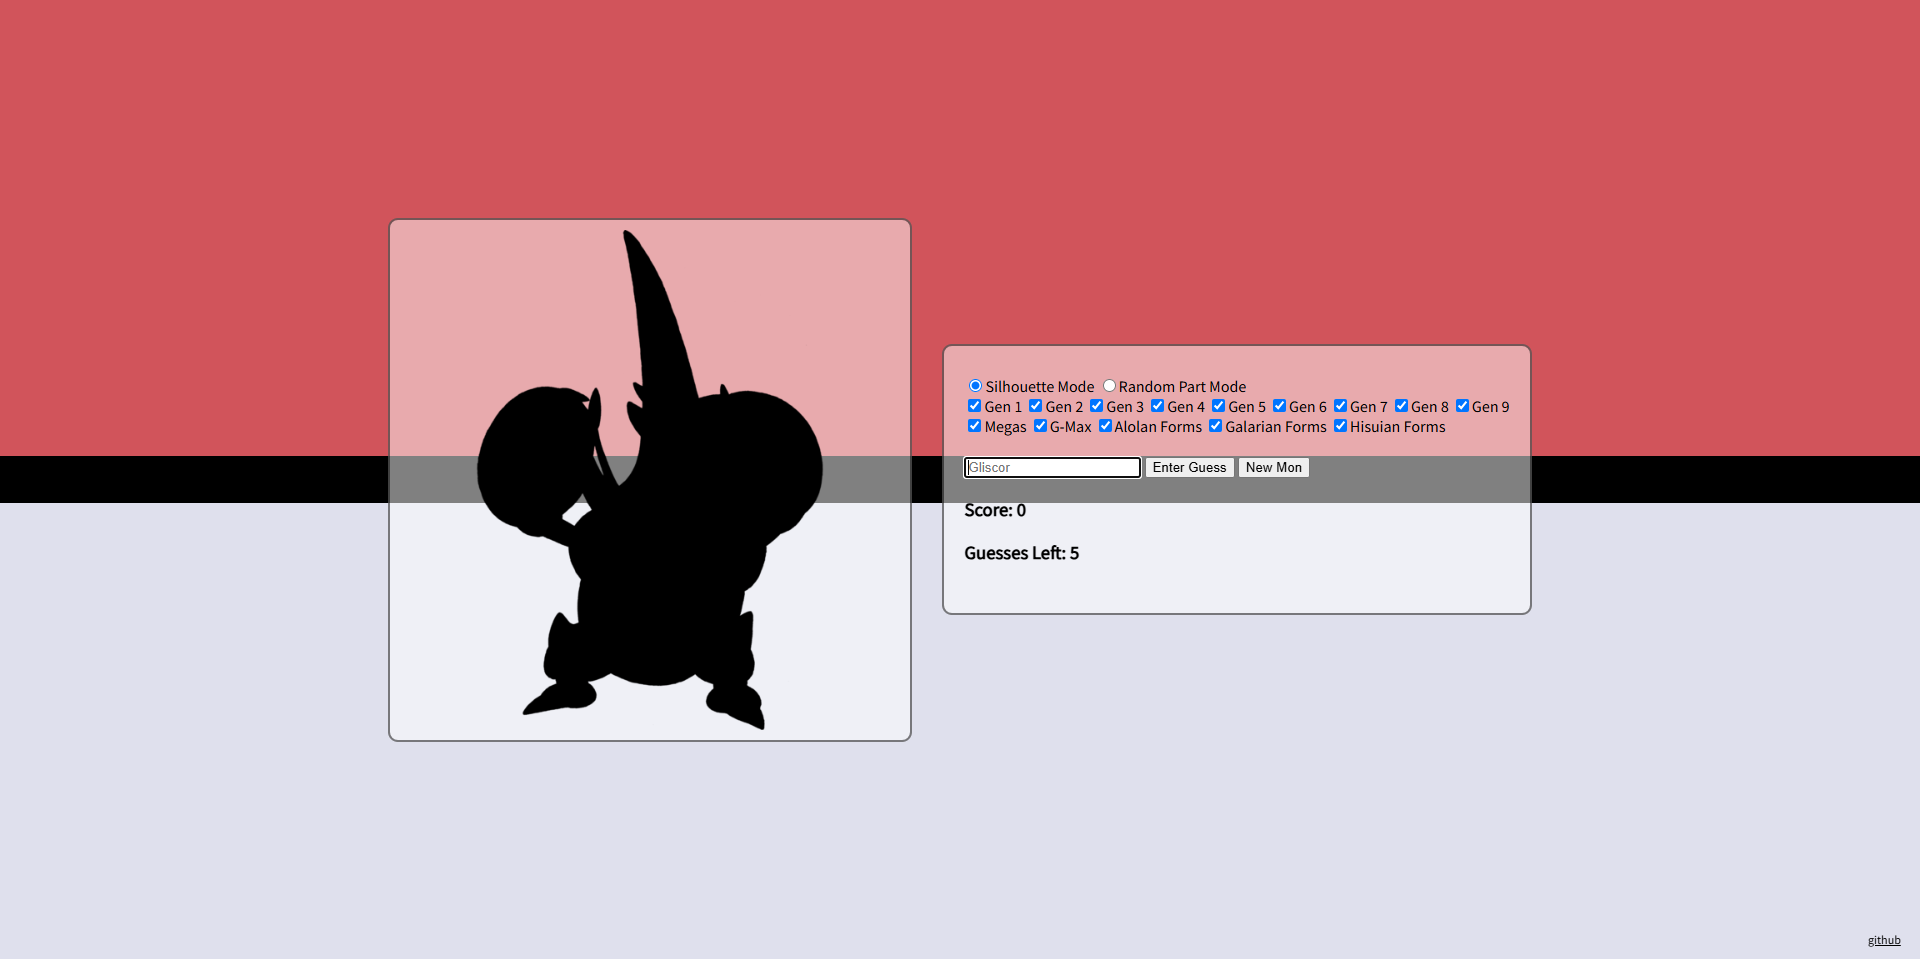 Silhouette Mode Random Part Mode
Gen 1 Gen 2 Gen 3 Gen 4 Gen 5 Gen 6 Gen 7 Gen 8 Gen 9
Megas G-Max Alolan Forms Galarian Forms Hisuian Forms
Gliscor Enter Guess New Mon
Score: 0
Guesses Left: 5
github